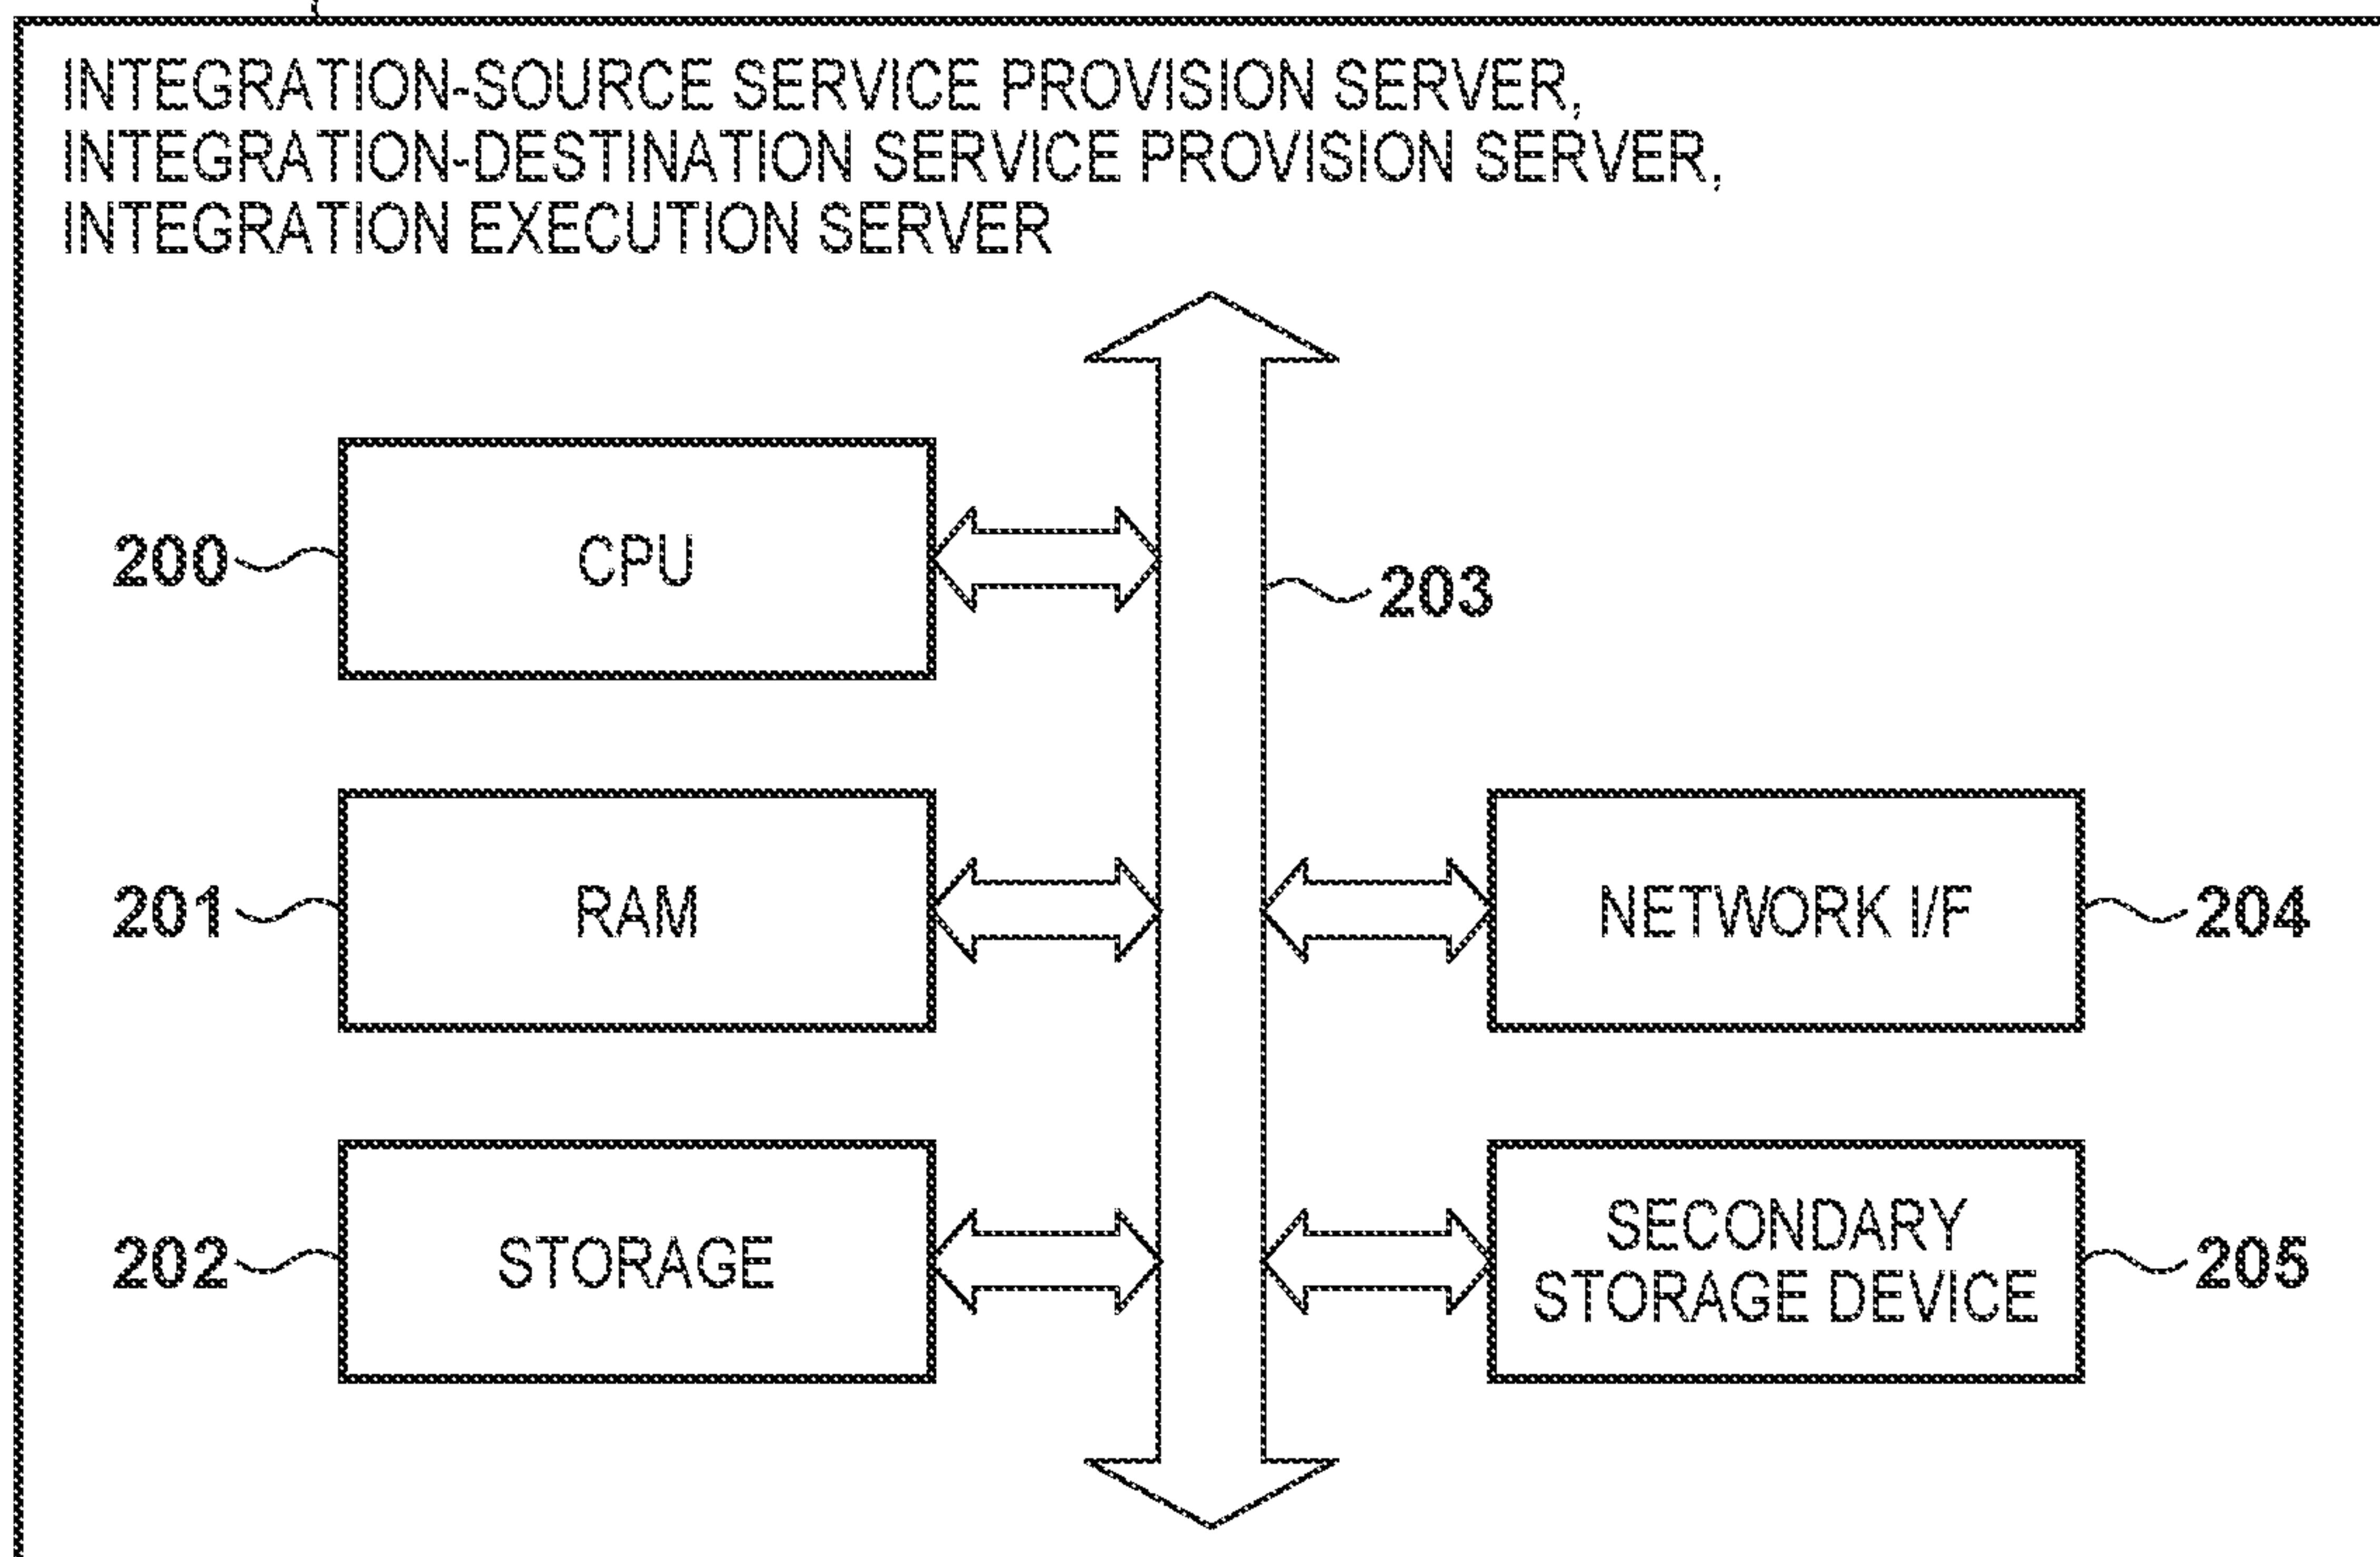 INTEGRATION-SOURCE SERVICE PROVISION SERVER,
INTEGRATION-DESTINATION SERVICE PROVISION SERVER,
INTEGRATION EXECUTION SERVER
200
CPU
203
201
RAM
NETWORK I/F
204
202
STORAGE
SECONDARY
STORAGE DEVICE
205